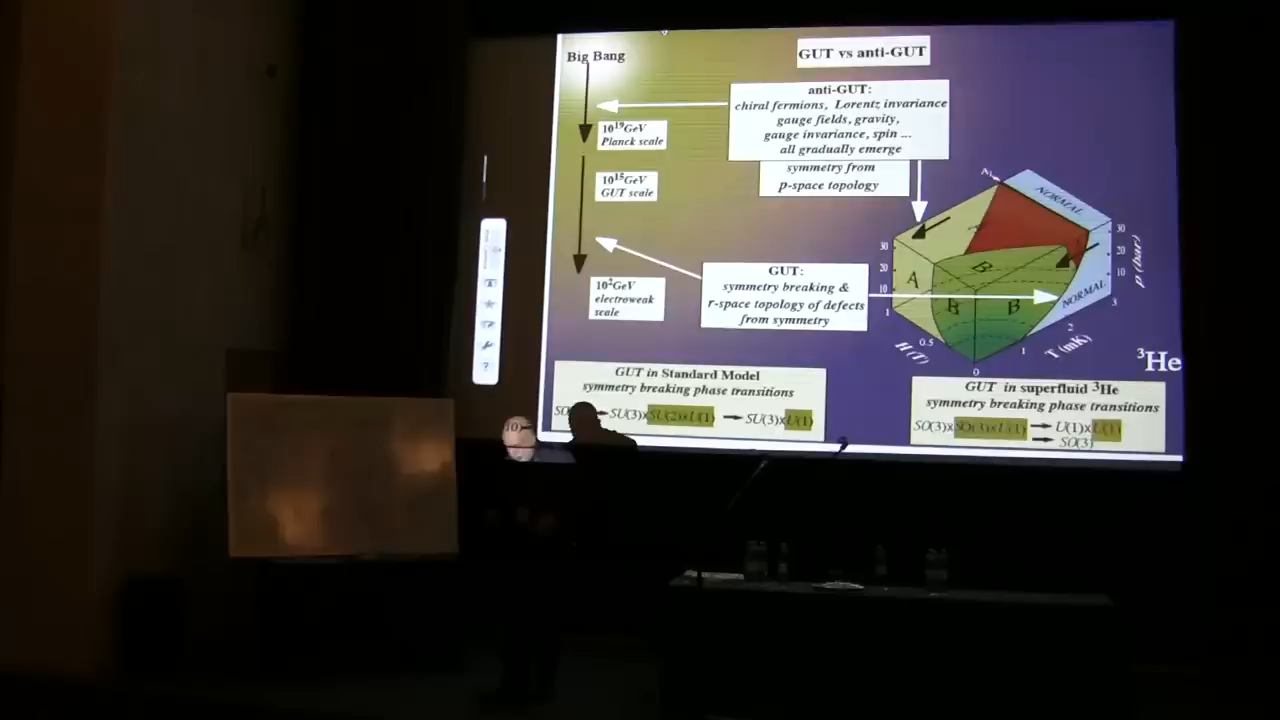 Big Bang
GUT vs anti-GUT
anti-GUT:
chiral fermions, Lorentz invariance
gauge fields, gravity,
gauge invariance, spin ...
all gradually emerge
symmetry from
p-space topology
10¹⁹GeV
Planck scale
10¹⁵GeV
GUT scale
10²GeV
electroweak
scale
GUT:
symmetry breaking &
r-space topology of defects
from symmetry
NORMAL
NORMAL
A
B
B
B
30
20
10
1
30
20
10
3
2
1
0
0.5
H (T)
T (mK)
p (bar)
³He
GUT in Standard Model
symmetry breaking phase transitions
SU(3)xSU(2)xU(1) → SU(3)xU(1)
GUT in superfluid ³He
symmetry breaking phase transitions
SO(3)xSO(3)xU(1) → U(1)xU(1)
→ SO(3)
?